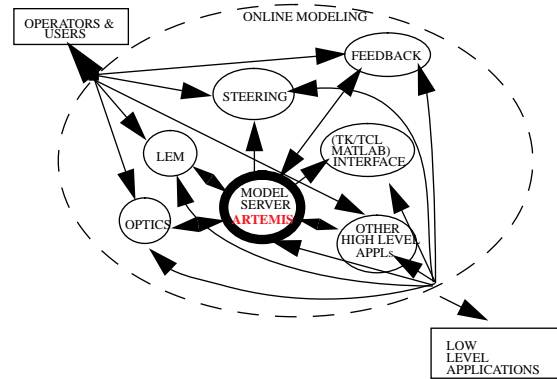 OPERATORS &
USERS
ONLINE MODELING
FEEDBACK
STEERING
(TK/TCL
MATLAB)
INTERFACE
LEM
MODEL
SERVER
ARTEMIS
OPTICS
OTHER
HIGH LEVEL
APPLs
LOW
LEVEL
APPLICATIONS